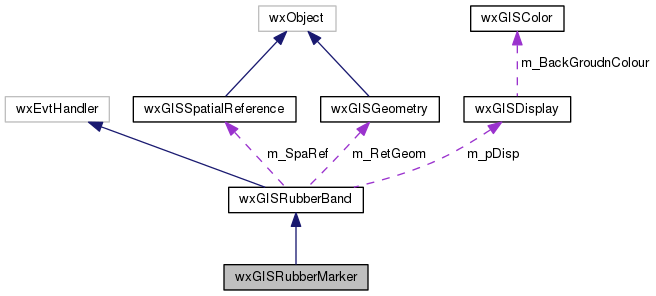 wxObject
wxGISColor
m_BackGroudnColour
wxEvtHandler
wxGISSpatialReference
wxGISGeometry
wxGISDisplay
m_SpaRef
m_RetGeom
m_pDisp
wxGISRubberBand
wxGISRubberMarker